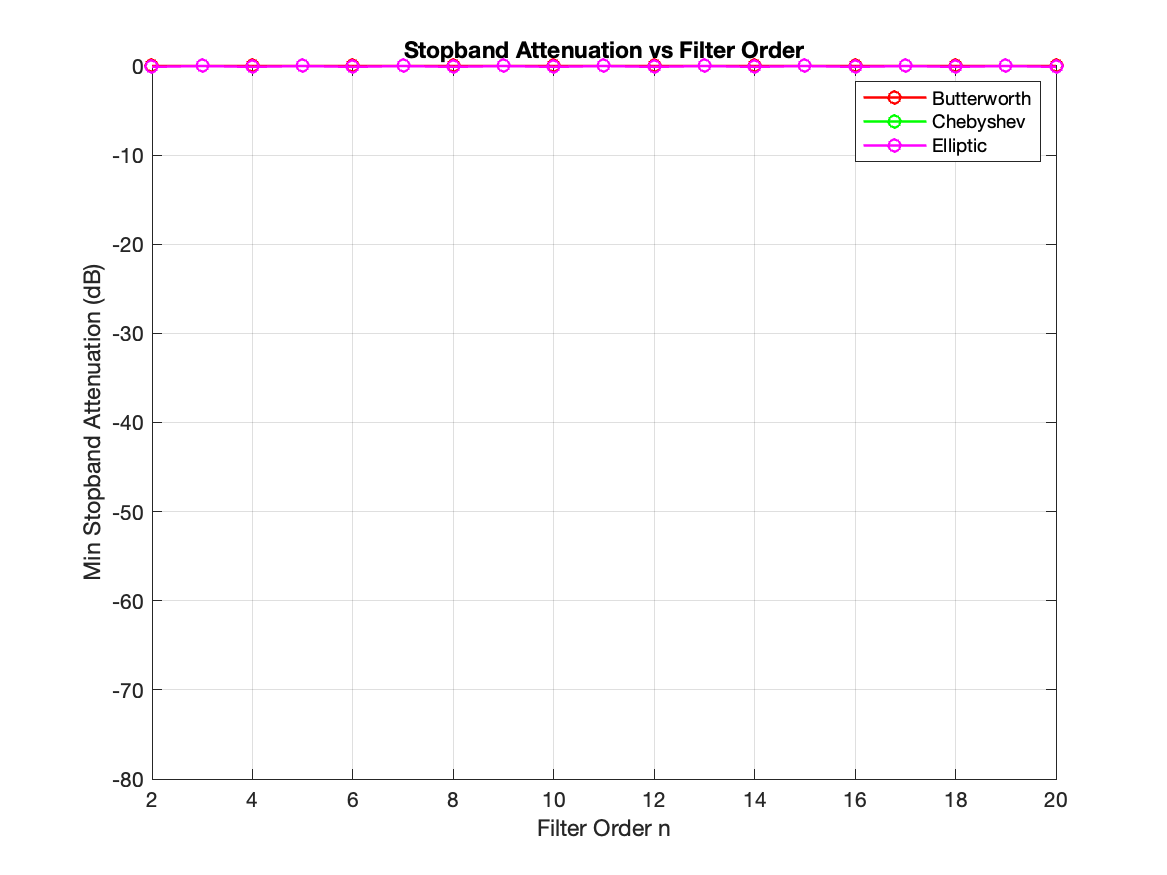 Stopband Attenuation vs Filter Order
0
-10
-20
-30
-40
-50
-60
-70
-80
Min Stopband Attenuation (dB)
Butterworth
Chebyshev
Elliptic
2 4 6 8 10 12 14 16 18 20
Filter Order n